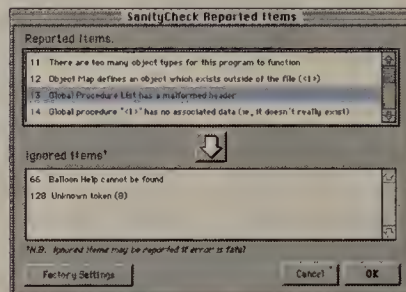 SanityCheck Reported Items
Reported Items.
11 There are too many object types for this program to function
12 Object Map defines an object which exists outside of the file (<1>)
13 Global Procedure List has a malformed header
14 Global procedure "<1>" has no associated data (ie, it doesn't really exist)
Ignored Items*
66 Balloon Help cannot be found
128 Unknown token (0)
*N.B. Ignored items may be reported if error is fatal
Factory Settings
Cancel
OK